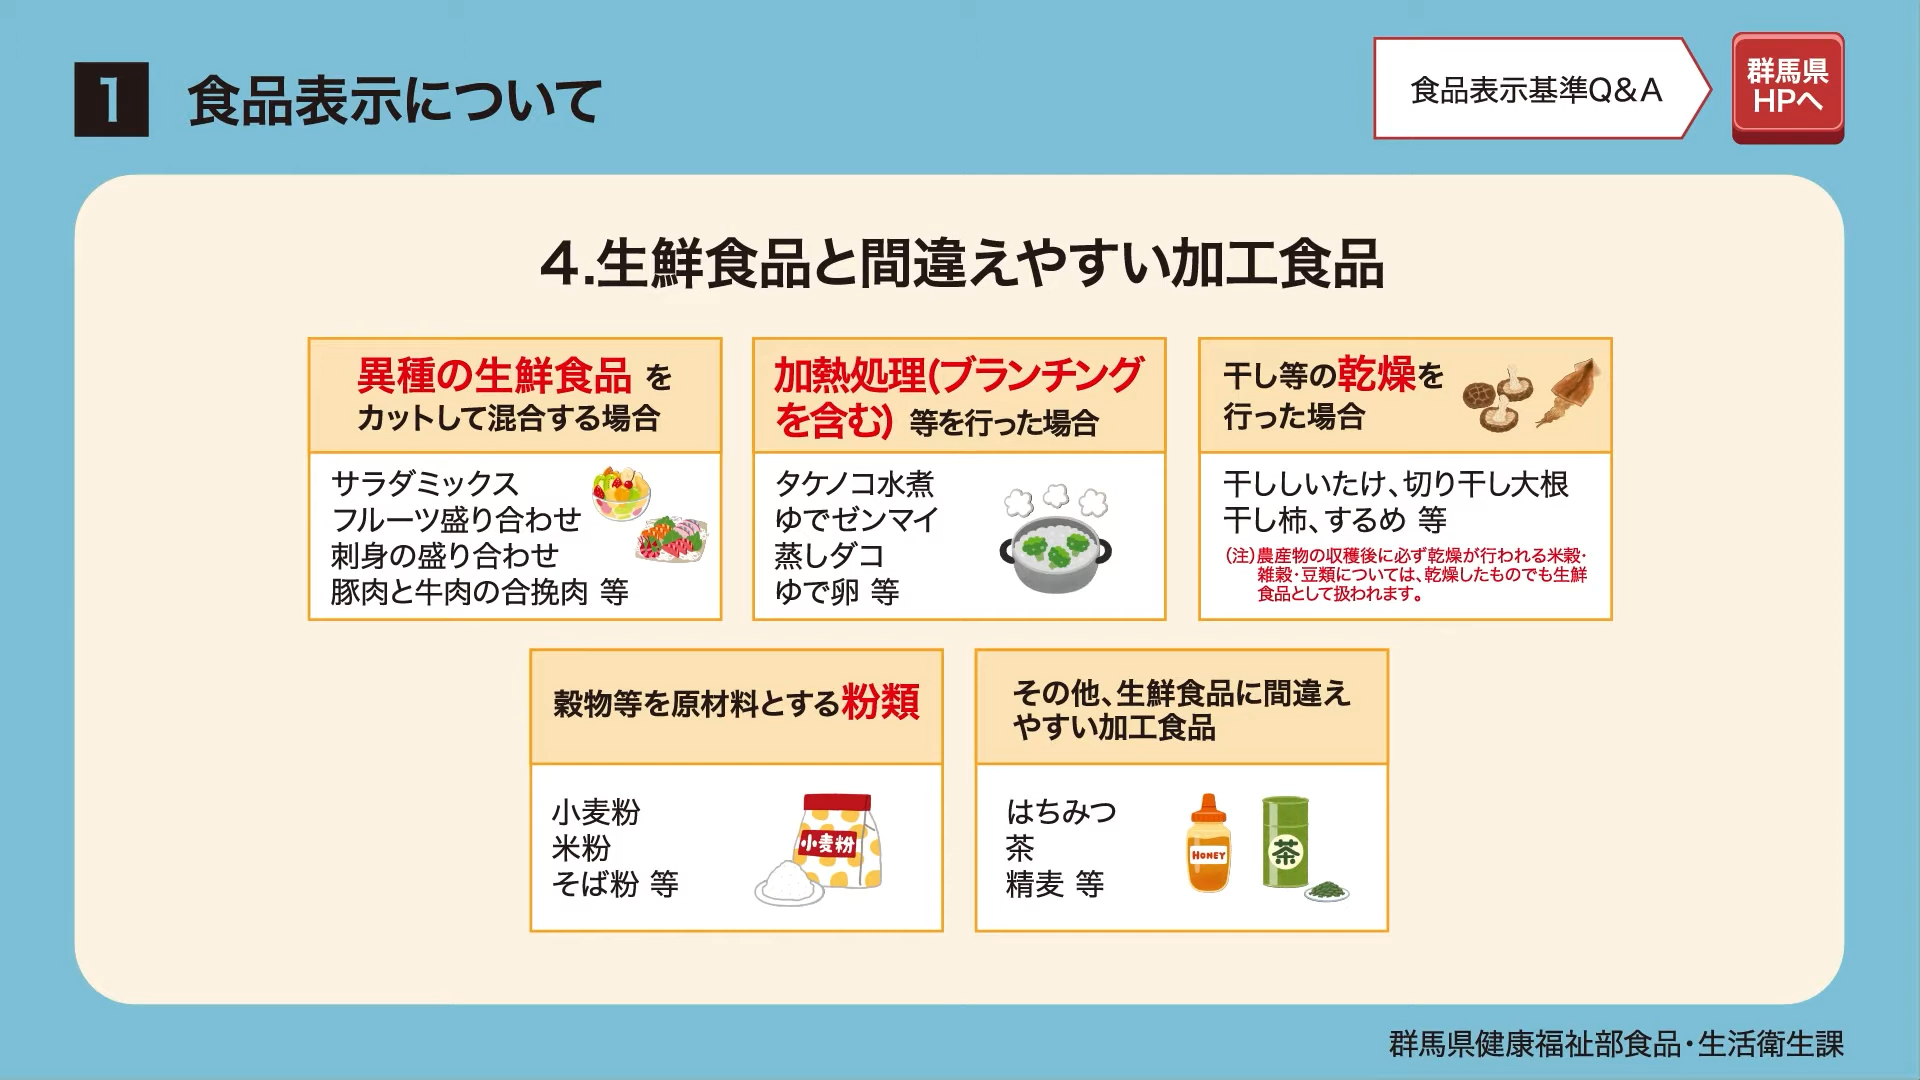 1 食品表示について
食品表示基準Q&A
群馬県
HPへ
4.生鮮食品と間違えやすい加工食品
異種の生鮮食品 を
カットして混合する場合
サラダミックス
フルーツ盛り合わせ
刺身の盛り合わせ
豚肉と牛肉の合挽肉 等
加熱処理(ブランチング
を含む) 等を行った場合
タケノコ水煮
ゆでゼンマイ
蒸しダコ
ゆで卵 等
干し等の乾燥を
行った場合
干ししいたけ、切り干し大根
干し柿、するめ 等
(注)農産物の収穫後に必ず乾燥が行われる米穀・
雑穀・豆類については、乾燥したものでも生鮮
食品として扱われます。
穀物等を原材料とする粉類
小麦粉
米粉
そば粉 等
小麦粉
その他、生鮮食品に間違え
やすい加工食品
はちみつ
茶
精麦 等
HONEY
茶
群馬県健康福祉部食品・生活衛生課